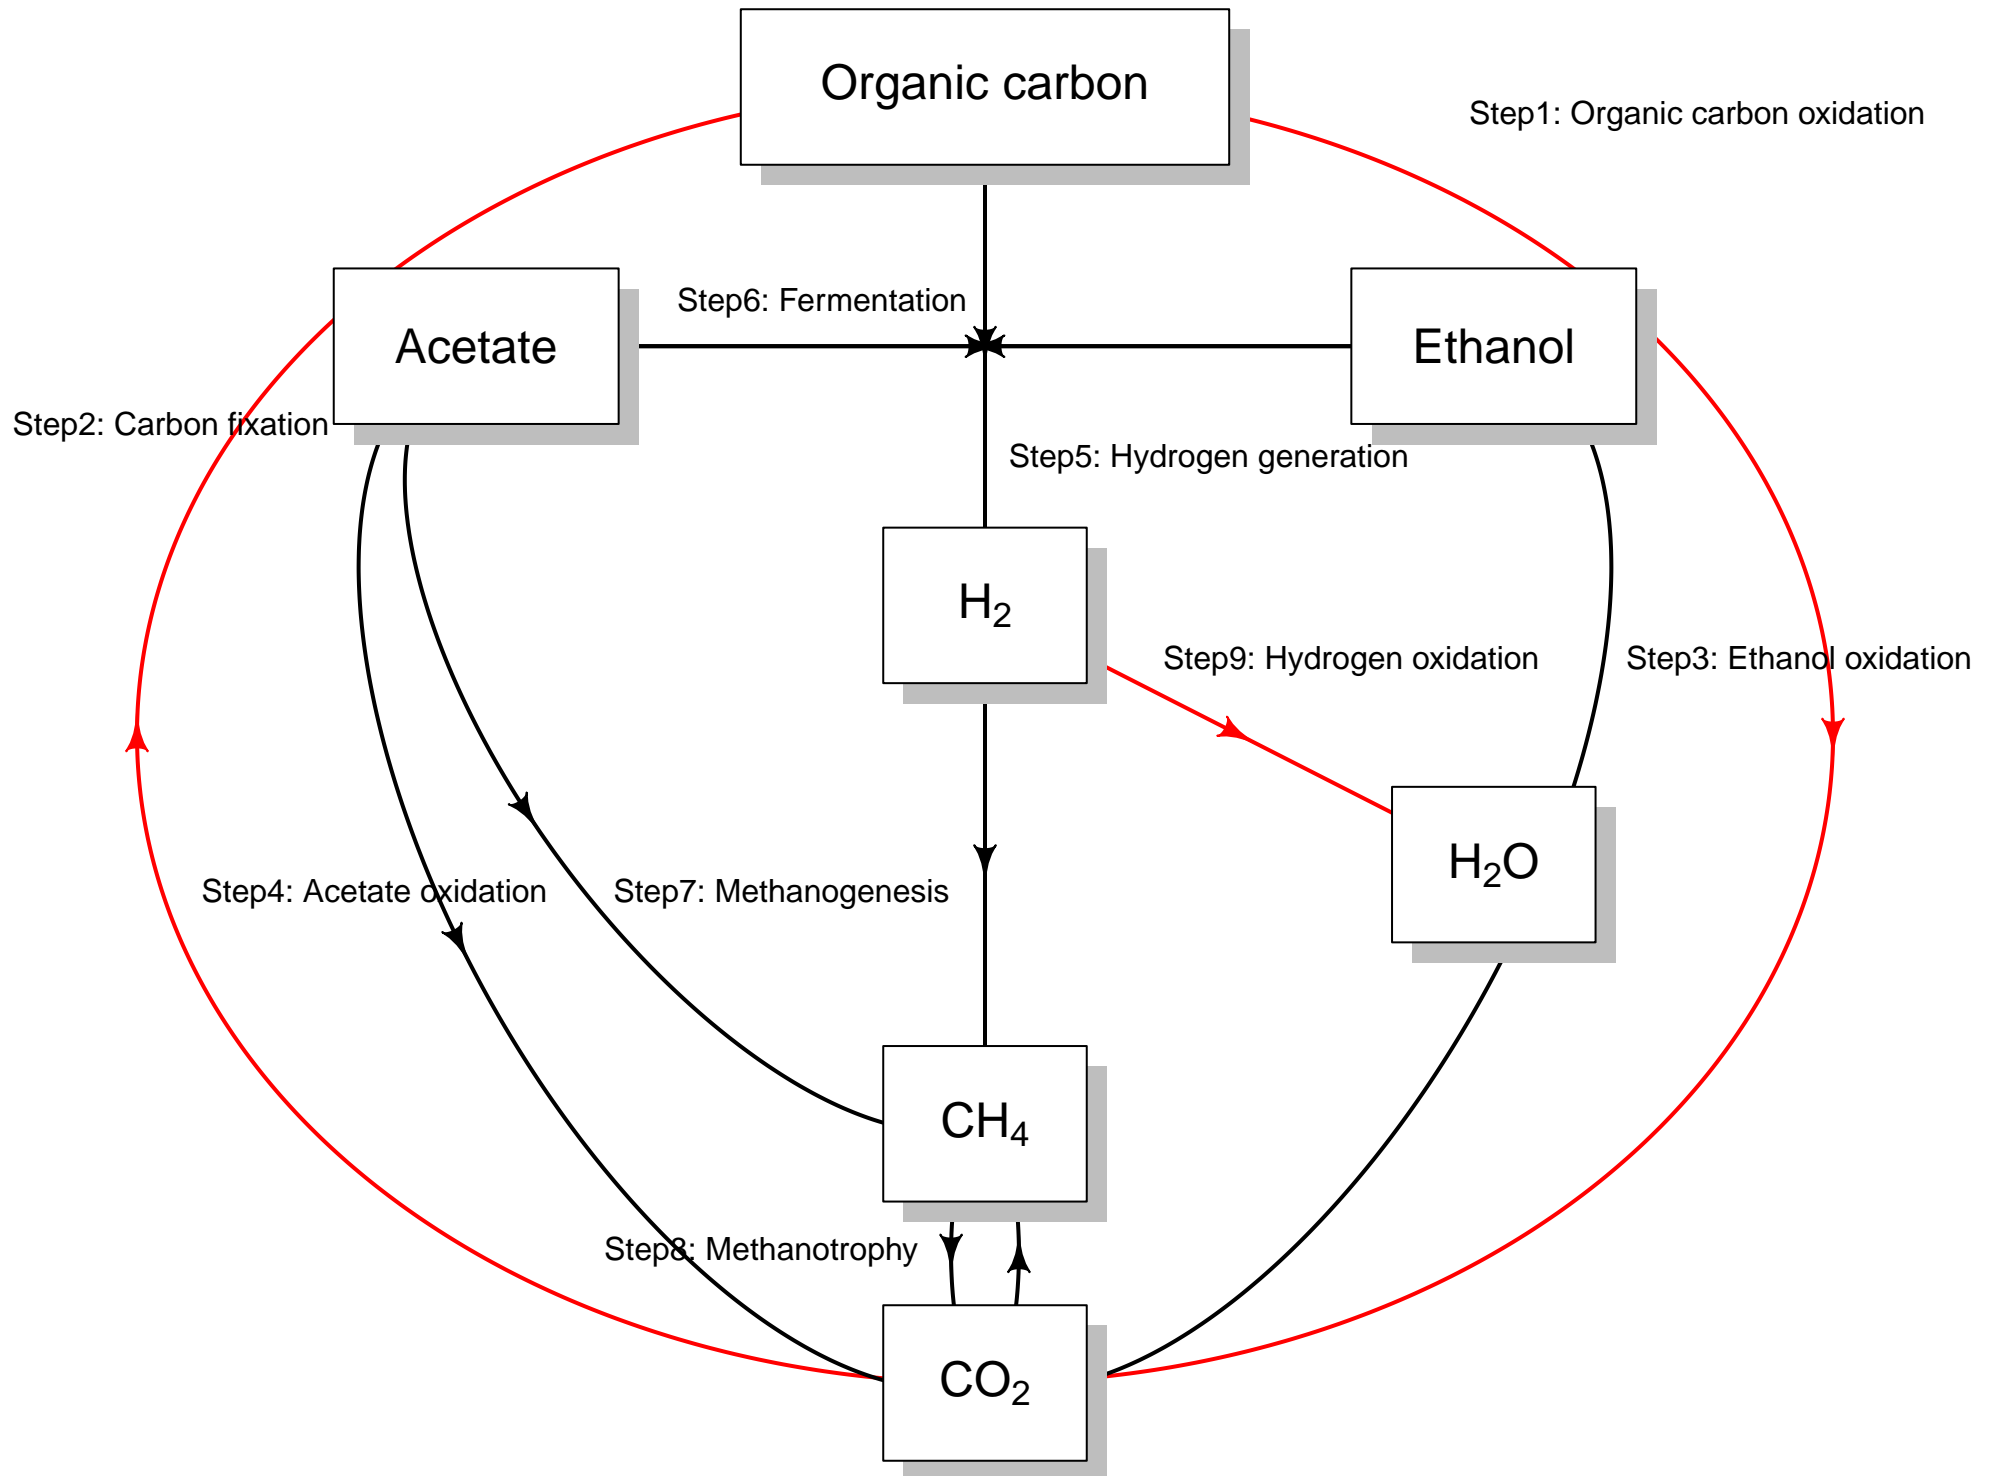 Organic carbon
Step1: Organic carbon oxidation
Step6: Fermentation
Acetate
Ethanol
Step2: Carbon fixation
Step5: Hydrogen generation
H₂
Step9: Hydrogen oxidation
Step3: Ethanol oxidation
H₂O
Step4: Acetate oxidation
Step7: Methanogenesis
CH₄
Step8: Methanotrophy
CO₂